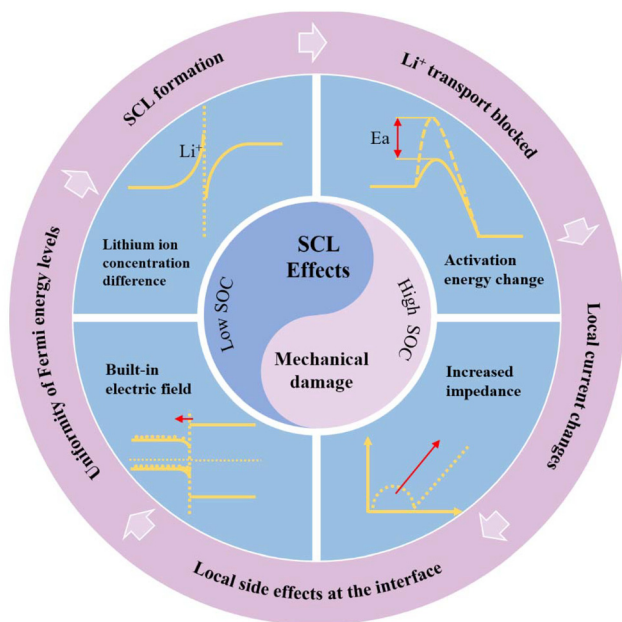 SCL formation
Li⁺ transport blocked
Local current changes
Local side effects at the interface
Uniformity of Fermi energy levels
Li⁺
Lithium ion
concentration
difference
Ea
Activation
energy change
Built-in
electric field
Increased
impedance
SCL
Effects
Low SOC
High SOC
Mechanical
damage